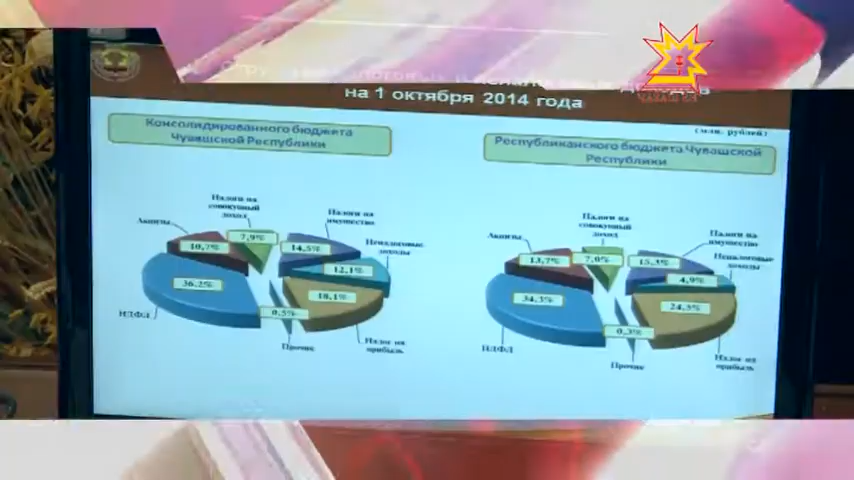 на 1 октября 2014 года
(млн. рублей)
Консолидированного бюджета
Чувашской Республики
Налоги на
совокупный
доход
Акцизы
Налоги на
имущество
Неналоговые
доходы
7,9%
10,7%
14,5%
12,1%
36,2%
18,1%
0,5%
НДФЛ
Прочие
Налог на
прибыль
Республиканского бюджета Чувашской
Республики
Налоги на
совокупный
доход
Акцизы
Налоги на
имущество
Неналоговые
доходы
13,7%
7,0%
15,3%
4,9%
34,3%
24,5%
0,3%
НДФЛ
Прочие
Налог на
прибыль